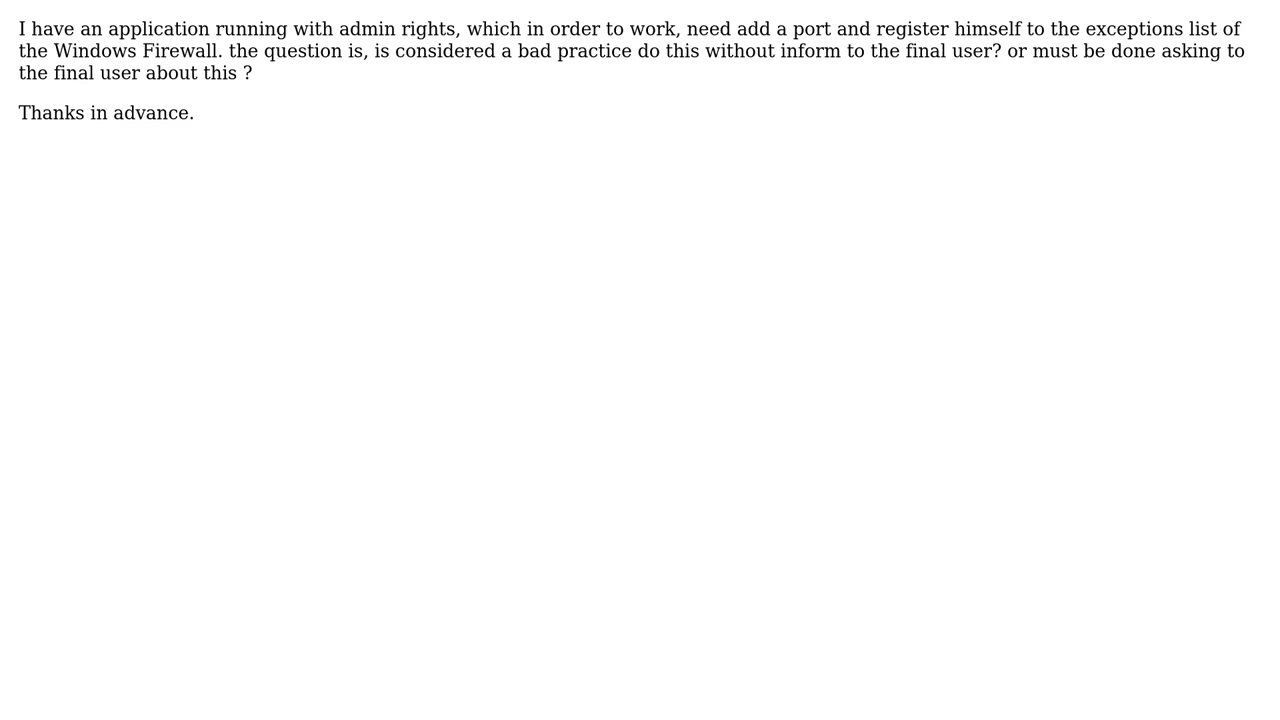 I have an application running with admin rights, which in order to work, need add a port and register himself to the exceptions list of
the Windows Firewall. the question is, is considered a bad practice do this without inform to the final user? or must be done asking to
the final user about this ?
Thanks in advance.